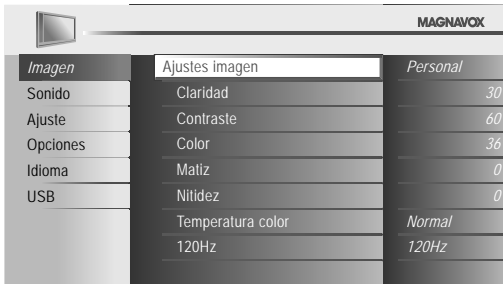 MAGNAVOX
Imagen Ajustes imagen Personal
Sonido Claridad 30
Ajuste Contraste 60
Opciones Color 36
Idioma Matiz 0
USB Nitidez 0
Temperatura color Normal
120Hz 120Hz